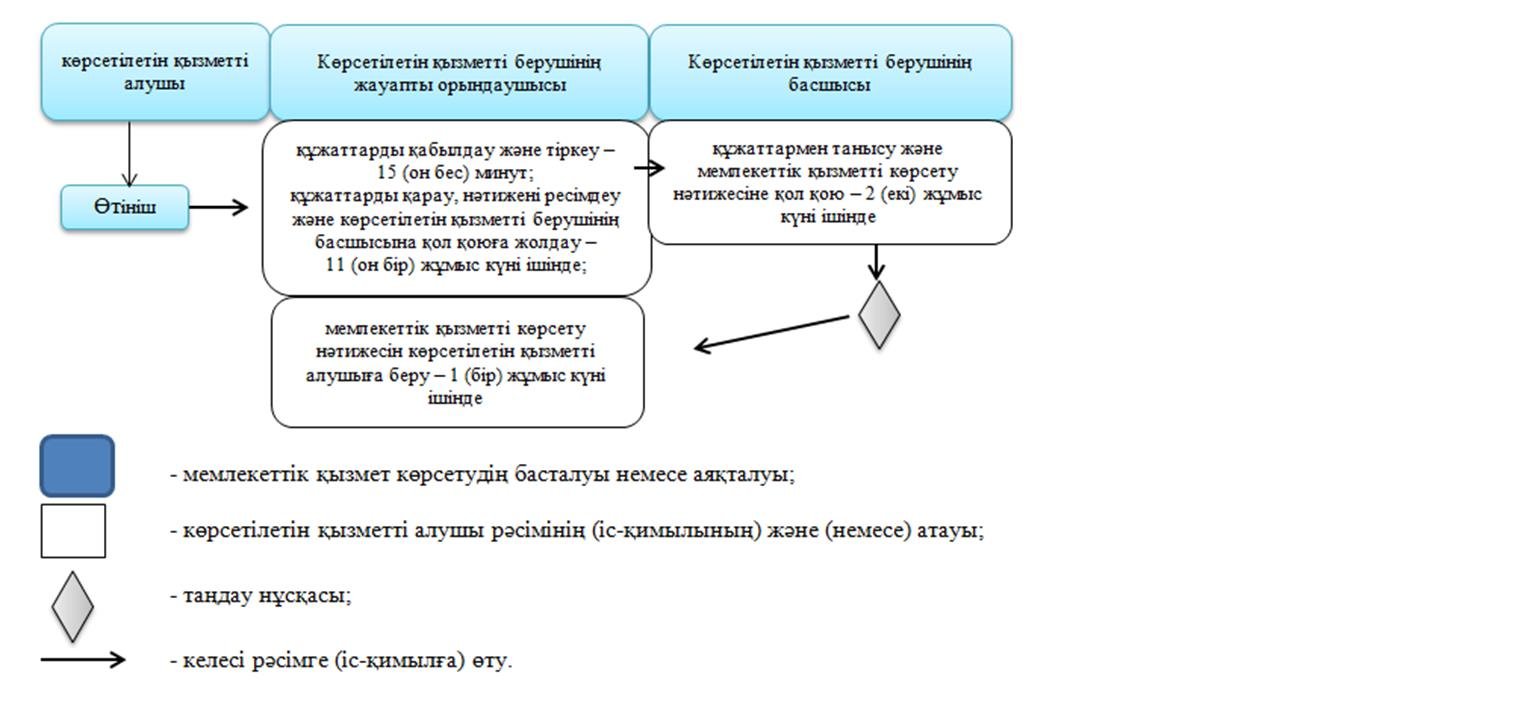 көрсетілетін қызметті
алушы
Көрсетілетін қызметті берушінің
жауапты орындаушысы
Көрсетілетін қызметті берушінің
басшысы
Өтініш
құжаттарды қабылдау және тіркеу –
15 (он бес) минут;
құжаттарды қарау, нәтижені ресімдеу
және көрсетілетін қызметті берушінің
басшысына қол қоюға жолдау –
11 (он бір) жұмыс күні ішінде;
құжаттармен танысу және
мемлекеттік қызметті көрсету
нәтижесіне қол қою – 2 (екі) жұмыс
күні ішінде
мемлекеттік қызметті көрсету
нәтижесін көрсетілетін қызметті
алушыға беру – 1 (бір) жұмыс күні
ішінде
- мемлекеттік қызмет көрсетудің басталуы немесе аяқталуы;
- көрсетілетін қызметті алушы рәсімінің (іс-қимылының) және (немесе) атауы;
- таңдау нұсқасы;
- келесі рәсімге (іс-қимылға) өту.